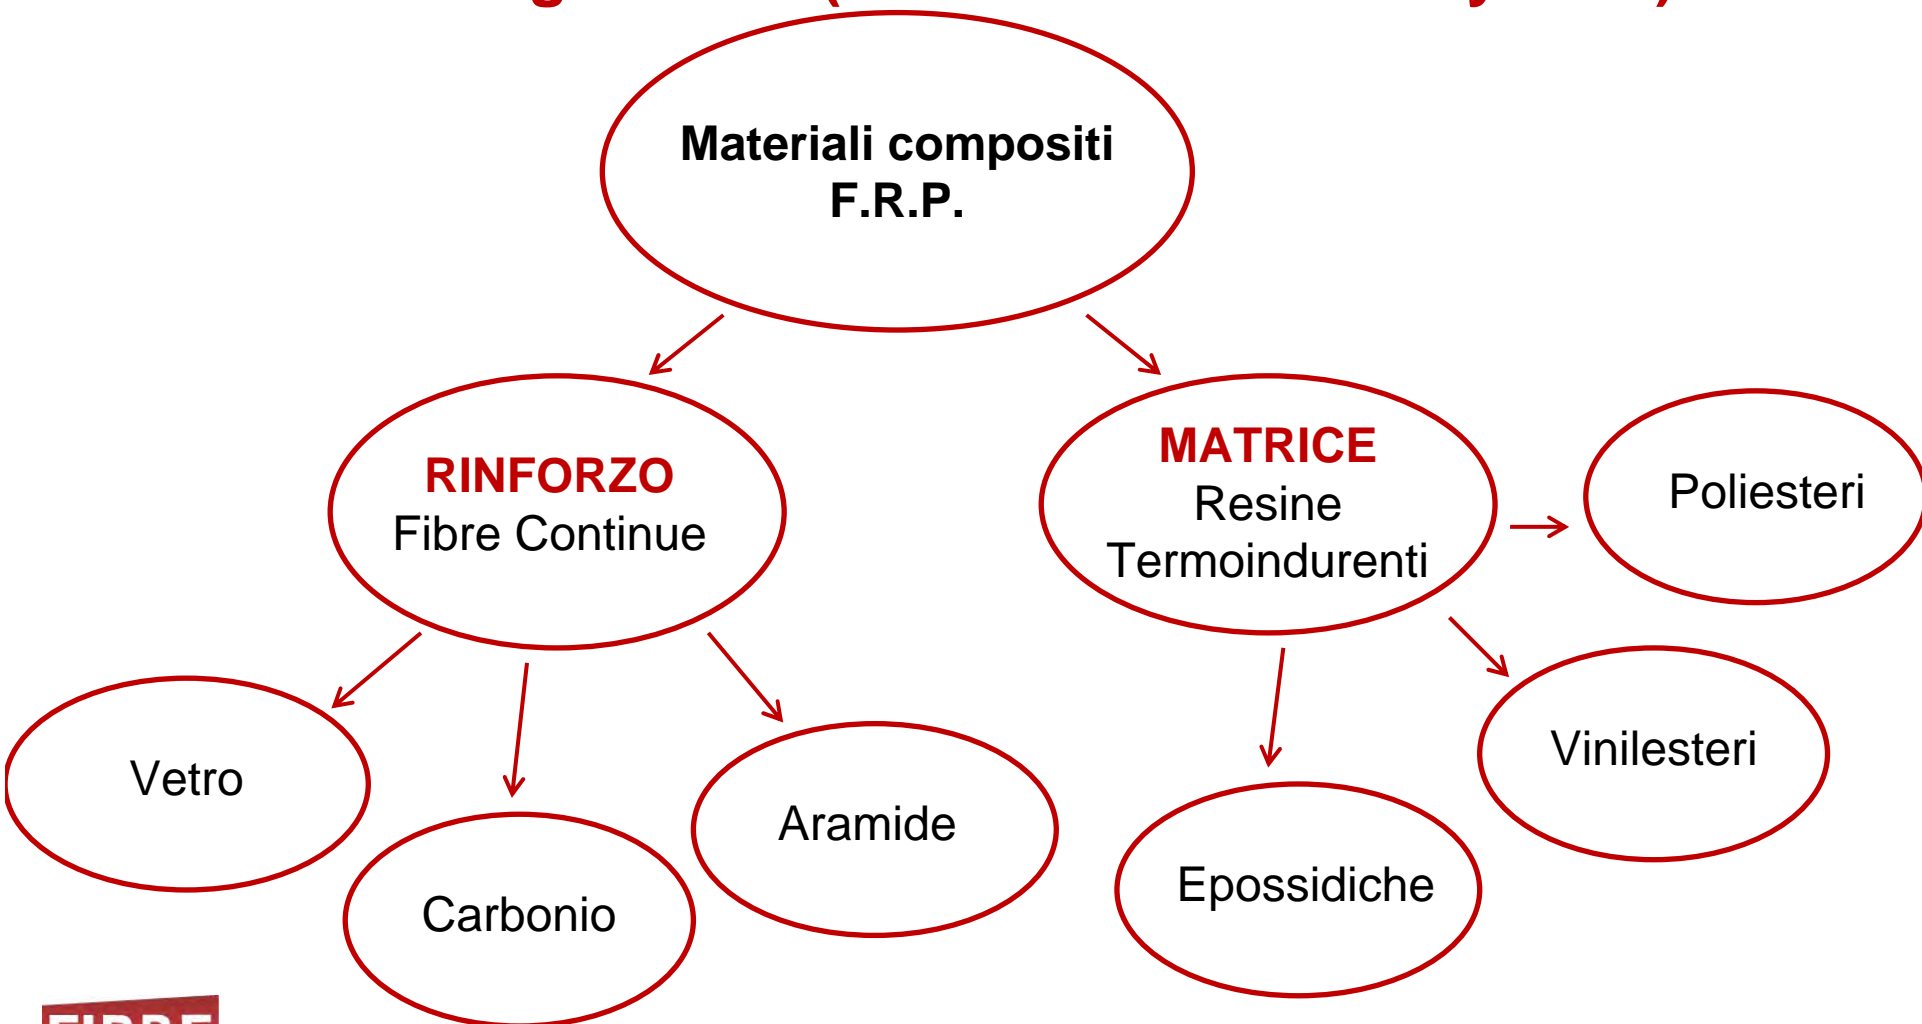 Materiali compositi
F.R.P.
RINFORZO
Fibre Continue
MATRICE
Resine
Termoindurenti
Poliesteri
Vetro
Carbonio
Aramide
Epossidiche
Vinilesteri